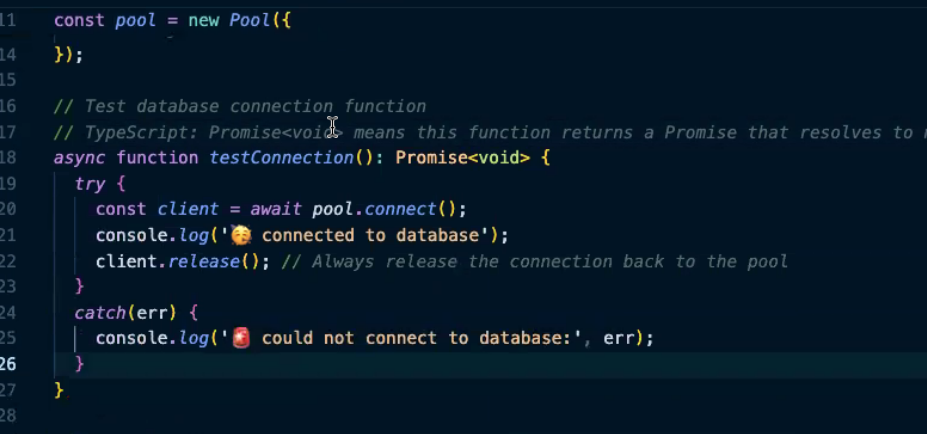 11 const pool = new Pool({
14 });
15
16 // Test database connection function
17 // TypeScript: Promise<void> means this function returns a Promise that resolves to
18 async function testConnection(): Promise<void> {
19 try {
20 const client = await pool.connect();
21 console.log('🥳 connected to database');
22 client.release(); // Always release the connection back to the pool
23 }
24 catch(err) {
25 console.log('🚨 could not connect to database:', err);
26 }
27 }
28